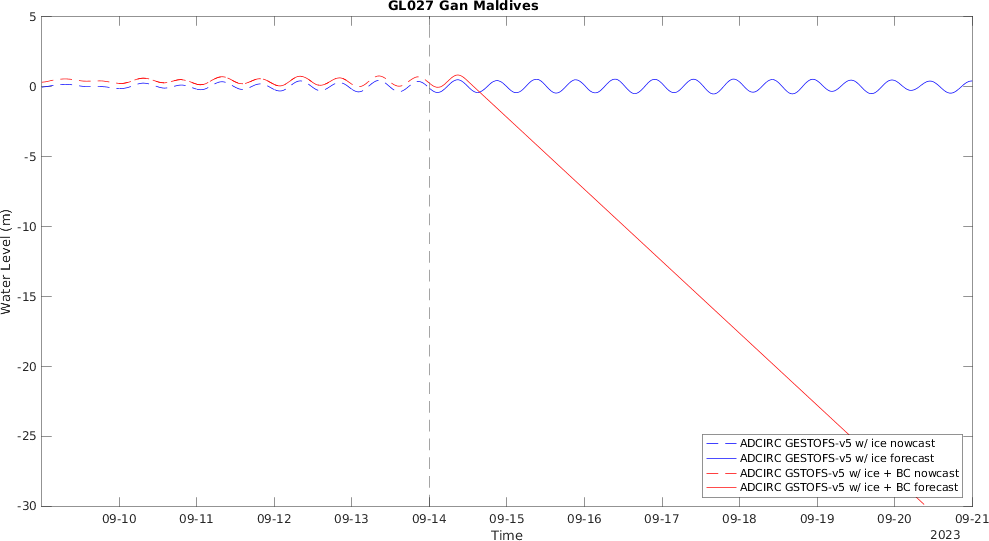 GL027 Gan Maldives
Water Level (m)
5
0
-5
-10
-15
-20
-25
-30
ADCIRC GESTOFS-v5 w/ ice nowcast
ADCIRC GESTOFS-v5 w/ ice forecast
ADCIRC GSTOFS-v5 w/ ice + BC nowcast
ADCIRC GSTOFS-v5 w/ ice + BC forecast
09-10 09-11 09-12 09-13 09-14 09-15 09-16 09-17 09-18 09-19 09-20 09-21
Time
2023